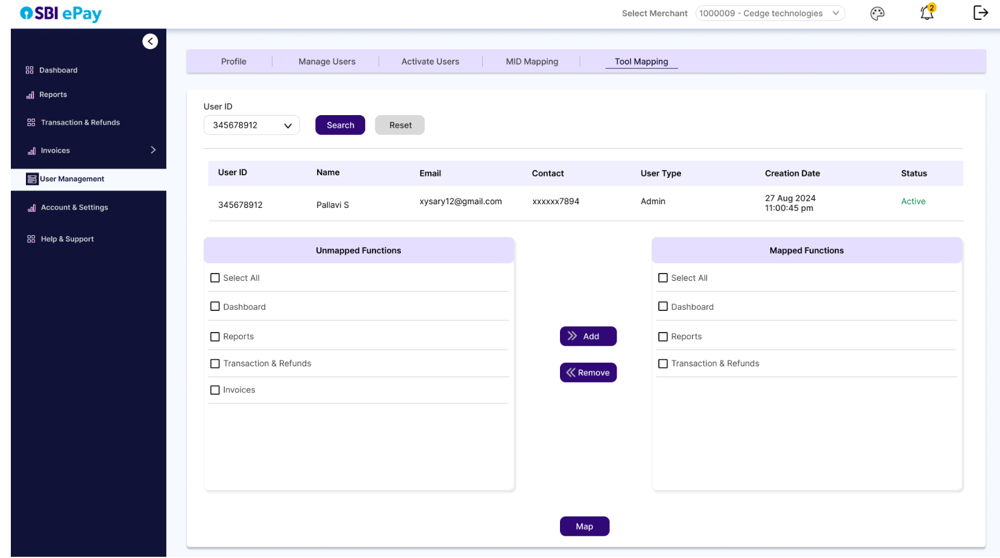 SBI ePay
Select Merchant
1000009 - Cedge technologies
2
Dashboard
Reports
Transaction & Refunds
Invoices
User Management
Account & Settings
Help & Support
Profile
Manage Users
Activate Users
MID Mapping
Tool Mapping
User ID
345678912
Search
Reset
User ID
Name
Email
Contact
User Type
Creation Date
Status
345678912
Pallavi S
xysary12@gmail.com
xxxxxx7894
Admin
27 Aug 2024
11:00:45 pm
Active
Unmapped Functions
Select All
Dashboard
Reports
Transaction & Refunds
Invoices
Add
Remove
Mapped Functions
Select All
Dashboard
Reports
Transaction & Refunds
Map